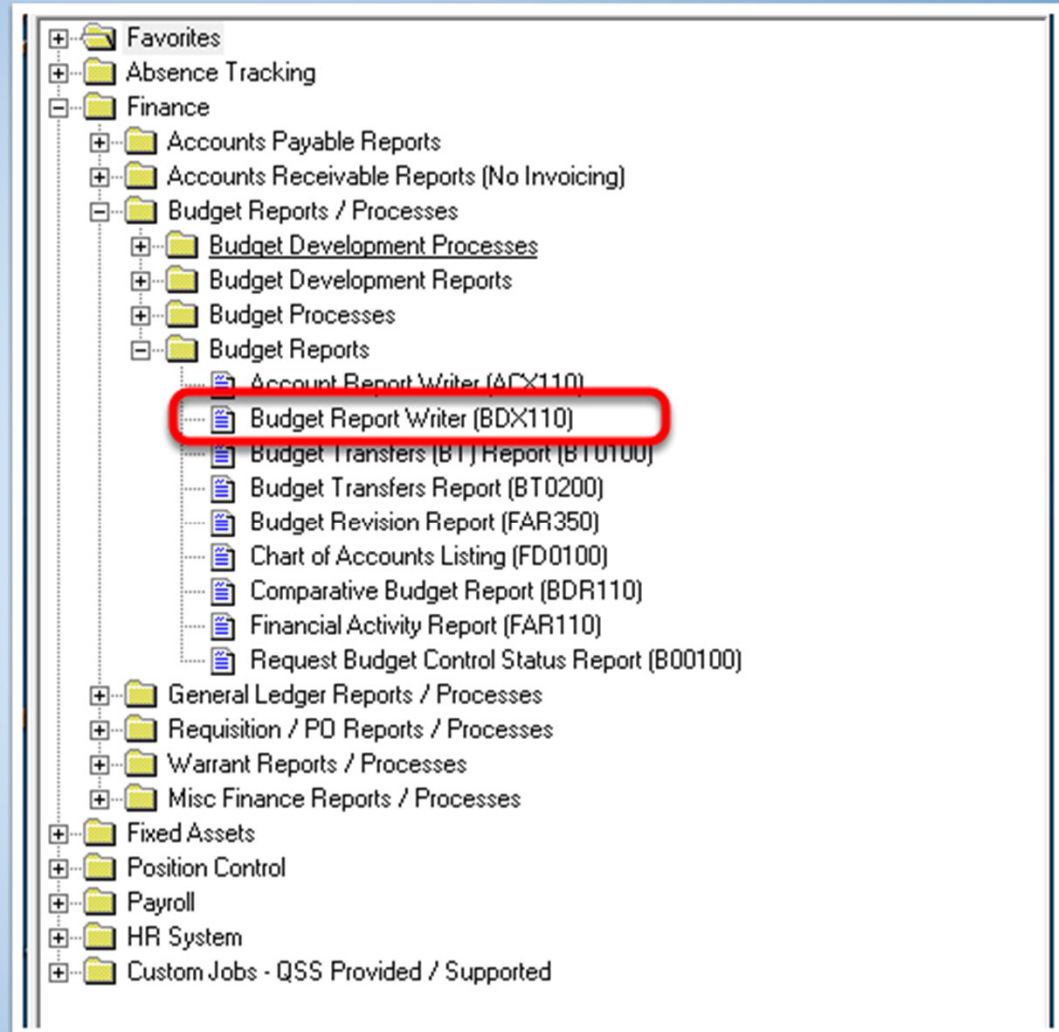 Favorites
Absence Tracking
Finance
Accounts Payable Reports
Accounts Receivable Reports (No Invoicing)
Budget Reports / Processes
Budget Development Processes
Budget Development Reports
Budget Processes
Budget Reports
Account Report Writer (ACX110)
Budget Report Writer (BDX110)
Budget Transfers (BT) Report (BT0100)
Budget Transfers Report (BT0200)
Budget Revision Report (FAR350)
Chart of Accounts Listing (FD0100)
Comparative Budget Report (BDR110)
Financial Activity Report (FAR110)
Request Budget Control Status Report (B00100)
General Ledger Reports / Processes
Requisition / PO Reports / Processes
Warrant Reports / Processes
Misc Finance Reports / Processes
Fixed Assets
Position Control
Payroll
HR System
Custom Jobs - QSS Provided / Supported